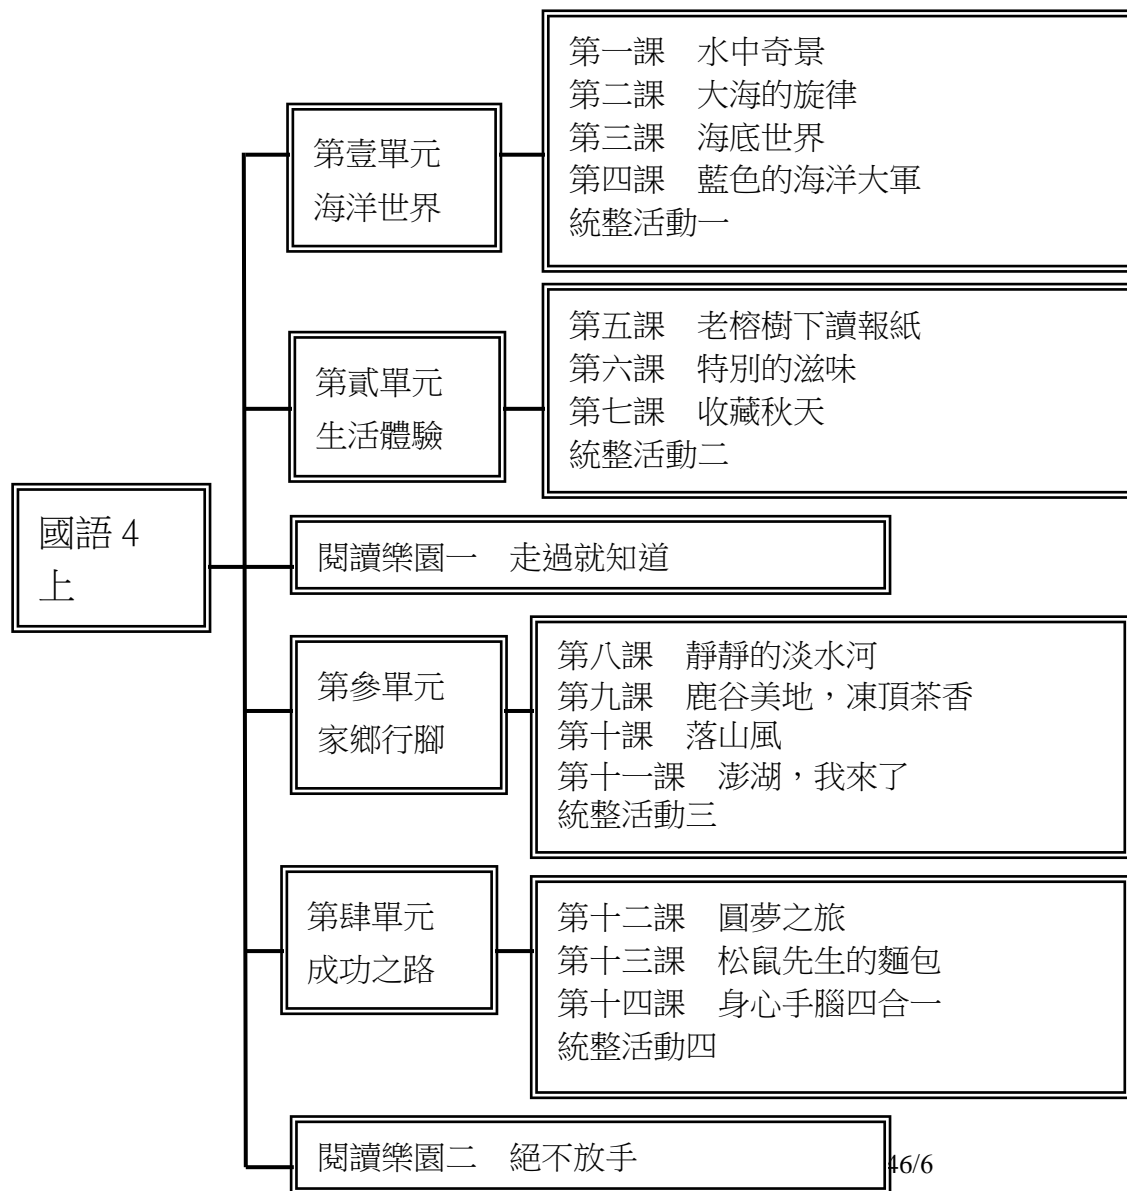 國語 4
上
第壹單元
海洋世界
第一課　水中奇景
第二課　大海的旋律
第三課　海底世界
第四課　藍色的海洋大軍
統整活動一
第貳單元
生活體驗
第五課　老榕樹下讀報紙
第六課　特別的滋味
第七課　收藏秋天
統整活動二
閱讀樂園一　走過就知道
第參單元
家鄉行腳
第八課　靜靜的淡水河
第九課　鹿谷美地，凍頂茶香
第十課　落山風
第十一課　澎湖，我來了
統整活動三
第肆單元
成功之路
第十二課　圓夢之旅
第十三課　松鼠先生的麵包
第十四課　身心手腦四合一
統整活動四
閱讀樂園二　絕不放手
46/6